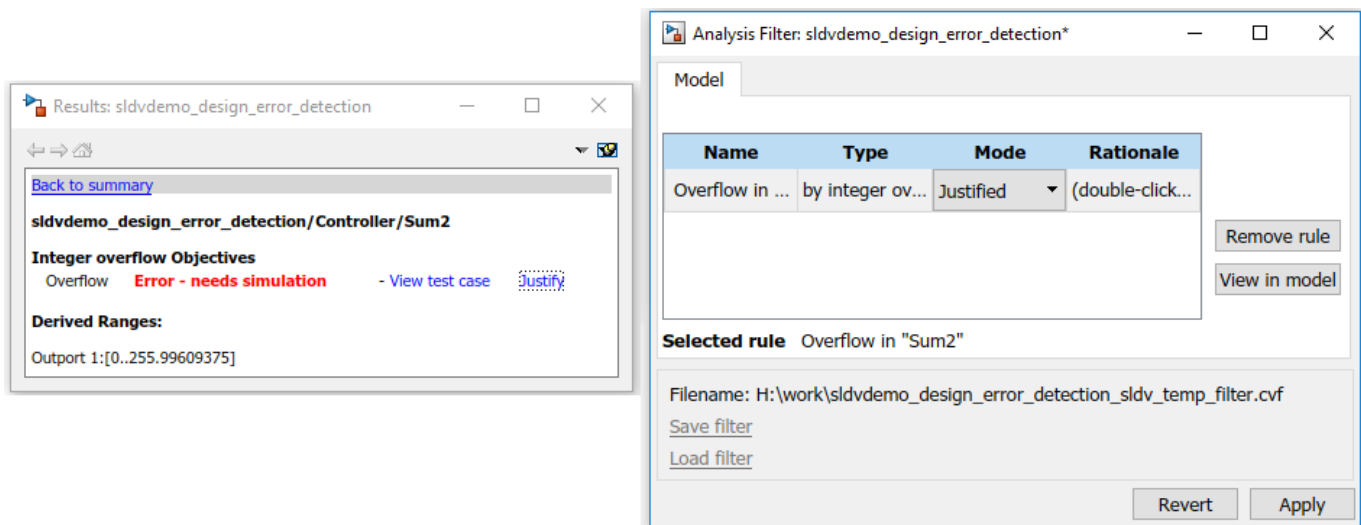 Results: sldvdemo_design_error_detection
Back to summary
sldvdemo_design_error_detection/Controller/Sum2
Integer overflow Objectives
Overflow Error - needs simulation - View test case Justify
Derived Ranges:
Outport 1:[0..255.99609375]
Analysis Filter: sldvdemo_design_error_detection*
Model
Name Type Mode Rationale
Overflow in ... by integer ov... Justified (double-click...
Remove rule
View in model
Selected rule Overflow in "Sum2"
Filename: H:\work\sldvdemo_design_error_detection_sldv_temp_filter.cvf
Save filter
Load filter
Revert Apply